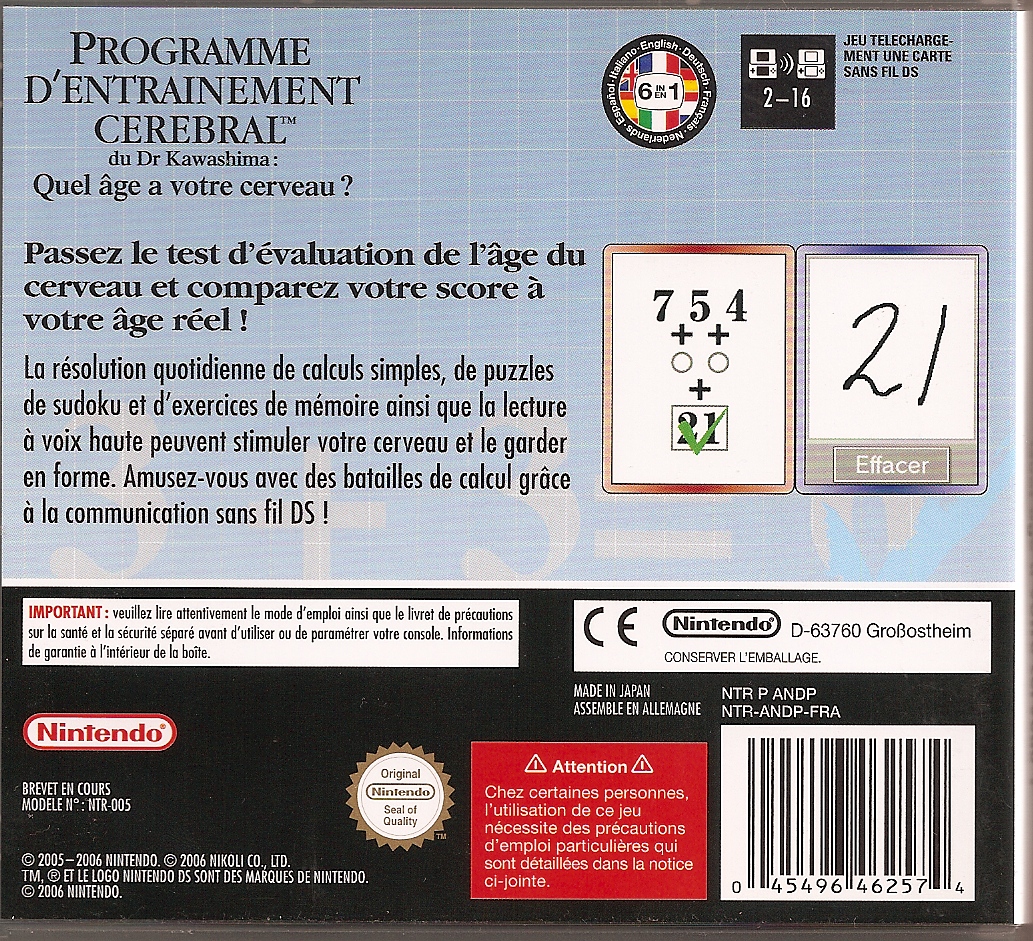 PROGRAMME
D'ENTRAINEMENT
CEREBRAL™
du Dr Kawashima :
Quel âge a votre cerveau ?
English · Deutsch · Français · Nederlands · Español · Italiano ·
6 IN EN 1
2–16
JEU TELECHARGE-
MENT UNE CARTE
SANS FIL DS
Passez le test d'évaluation de l'âge du
cerveau et comparez votre score à
votre âge réel !
La résolution quotidienne de calculs simples, de puzzles
de sudoku et d'exercices de mémoire ainsi que la lecture
à voix haute peuvent stimuler votre cerveau et le garder
en forme. Amusez-vous avec des batailles de calcul grâce
à la communication sans fil DS !
7 5 4
+ +
+
21
21
Effacer
3 + 3 =
IMPORTANT : veuillez lire attentivement le mode d'emploi ainsi que le livret de précautions
sur la santé et la sécurité séparé avant d'utiliser ou de paramétrer votre console. Informations
de garantie à l'intérieur de la boîte.
CE
Nintendo®
D-63760 Großostheim
CONSERVER L'EMBALLAGE.
MADE IN JAPAN
ASSEMBLE EN ALLEMAGNE
NTR P ANDP
NTR-ANDP-FRA
Nintendo®
BREVET EN COURS
MODELE N° : NTR-005
Original
Nintendo
Seal of
Quality
TM
Attention
Chez certaines personnes,
l'utilisation de ce jeu
nécessite des précautions
d'emploi particulières qui
sont détaillées dans la notice
ci-jointe.
© 2005–2006 NINTENDO. © 2006 NIKOLI CO., LTD.
TM, ® ET LE LOGO NINTENDO DS SONT DES MARQUES DE NINTENDO.
© 2006 NINTENDO.
0 45496 46257 4